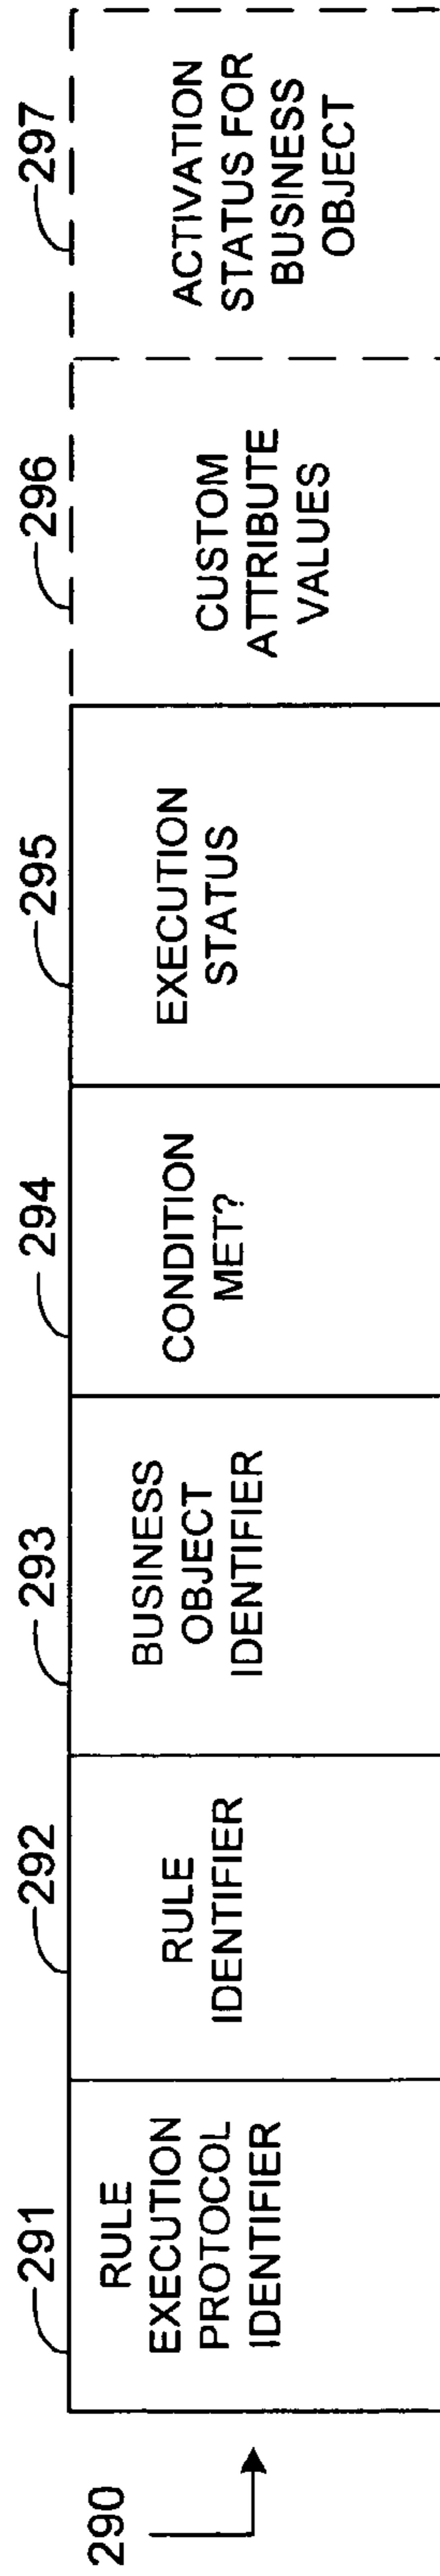 290
291
292
293
294
295
296
297
RULE
EXECUTION
PROTOCOL
IDENTIFIER
RULE
IDENTIFIER
BUSINESS
OBJECT
IDENTIFIER
CONDITION
MET?
EXECUTION
STATUS
CUSTOM
ATTRIBUTE
VALUES
ACTIVATION
STATUS FOR
BUSINESS
OBJECT